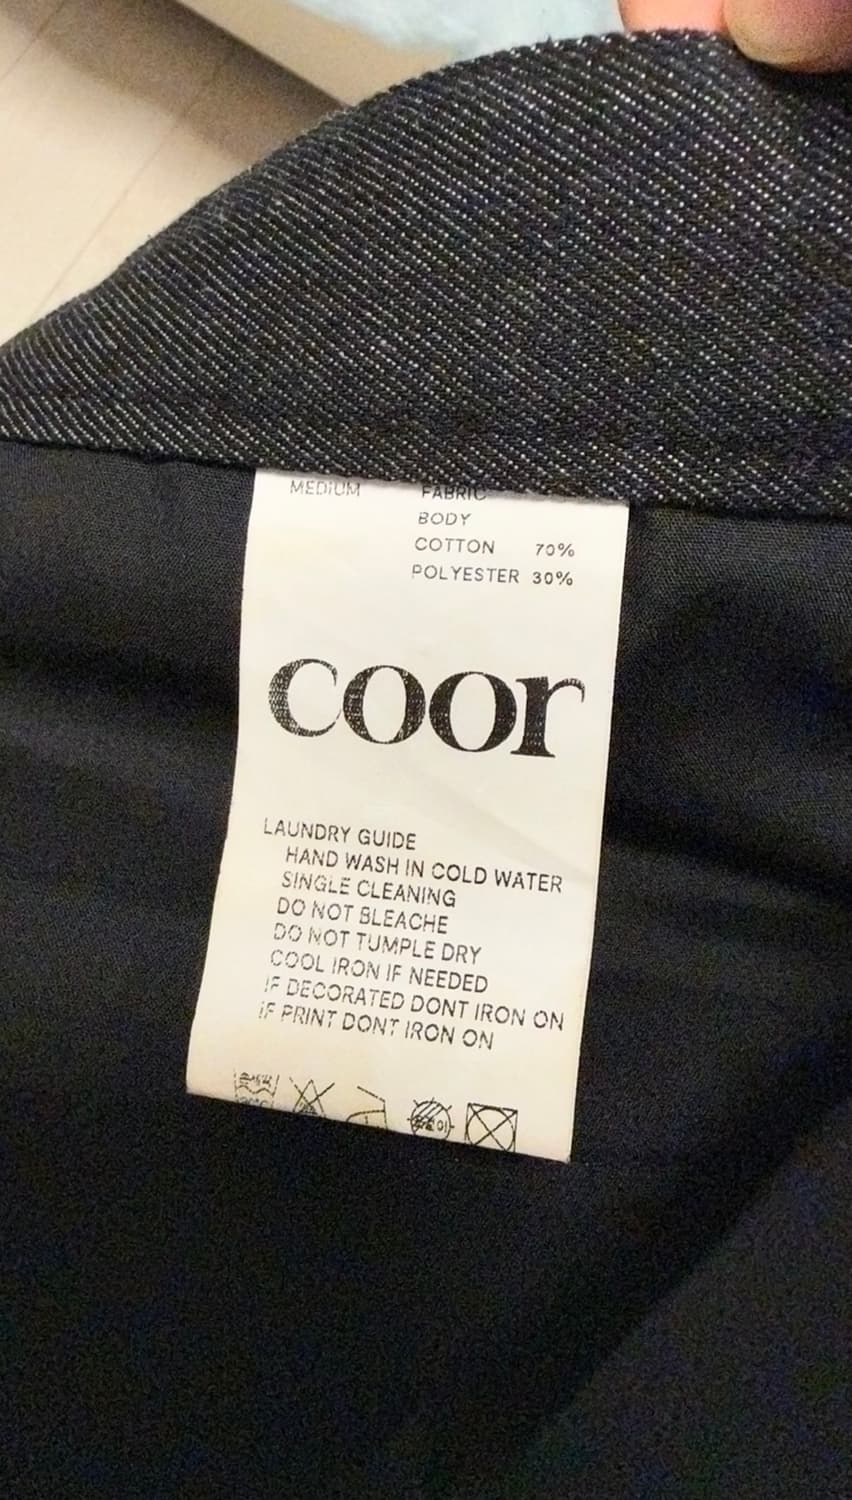 MEDIUM FABRIC
BODY
COTTON 70%
POLYESTER 30%
coor
LAUNDRY GUIDE
HAND WASH IN COLD WATER
SINGLE CLEANING
DO NOT BLEACHE
DO NOT TUMPLE DRY
COOL IRON IF NEEDED
IF DECORATED DONT IRON ON
IF PRINT DONT IRON ON